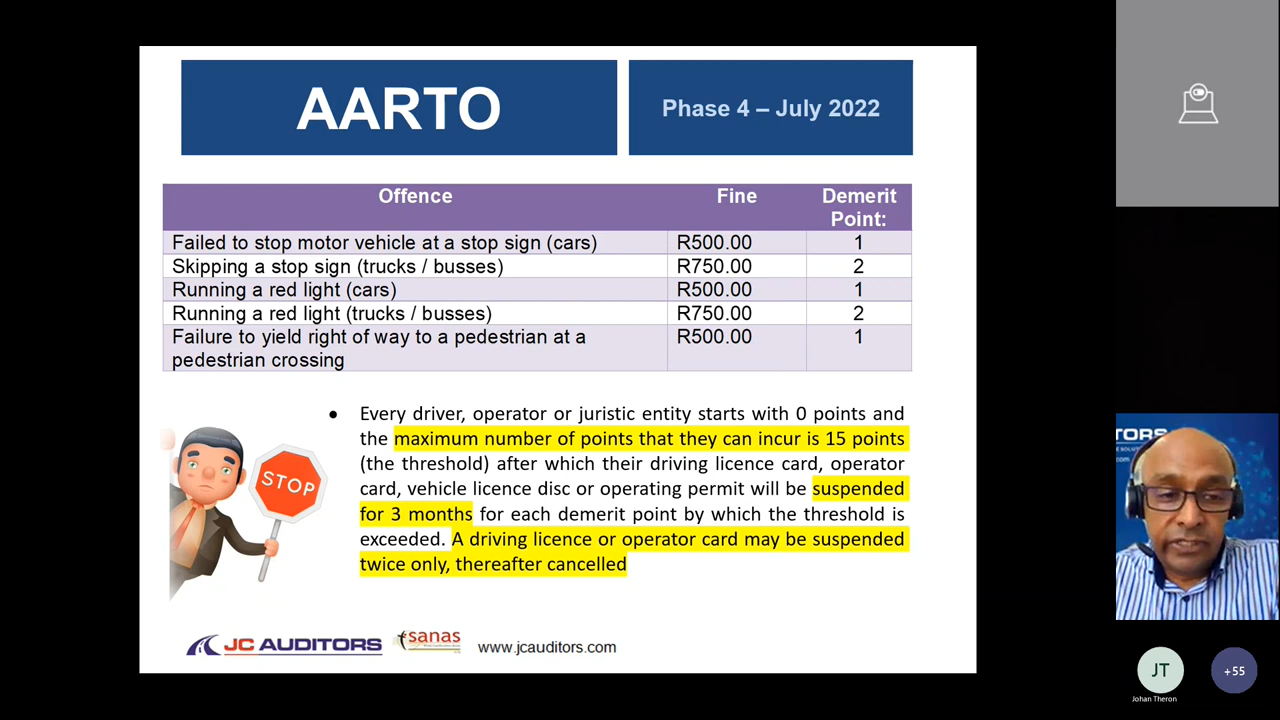 AARTO
Phase 4 – July 2022
Offence Fine Demerit Point:
Failed to stop motor vehicle at a stop sign (cars) R500.00 1
Skipping a stop sign (trucks / busses) R750.00 2
Running a red light (cars) R500.00 1
Running a red light (trucks / busses) R750.00 2
Failure to yield right of way to a pedestrian at a R500.00 1
pedestrian crossing
● Every driver, operator or juristic entity starts with 0 points and
the maximum number of points that they can incur is 15 points
(the threshold) after which their driving licence card, operator
card, vehicle licence disc or operating permit will be suspended
for 3 months for each demerit point by which the threshold is
exceeded. A driving licence or operator card may be suspended
twice only, thereafter cancelled
STOP
JC AUDITORS
sanas
www.jcauditors.com
TORS
JT
+55
Johan Theron